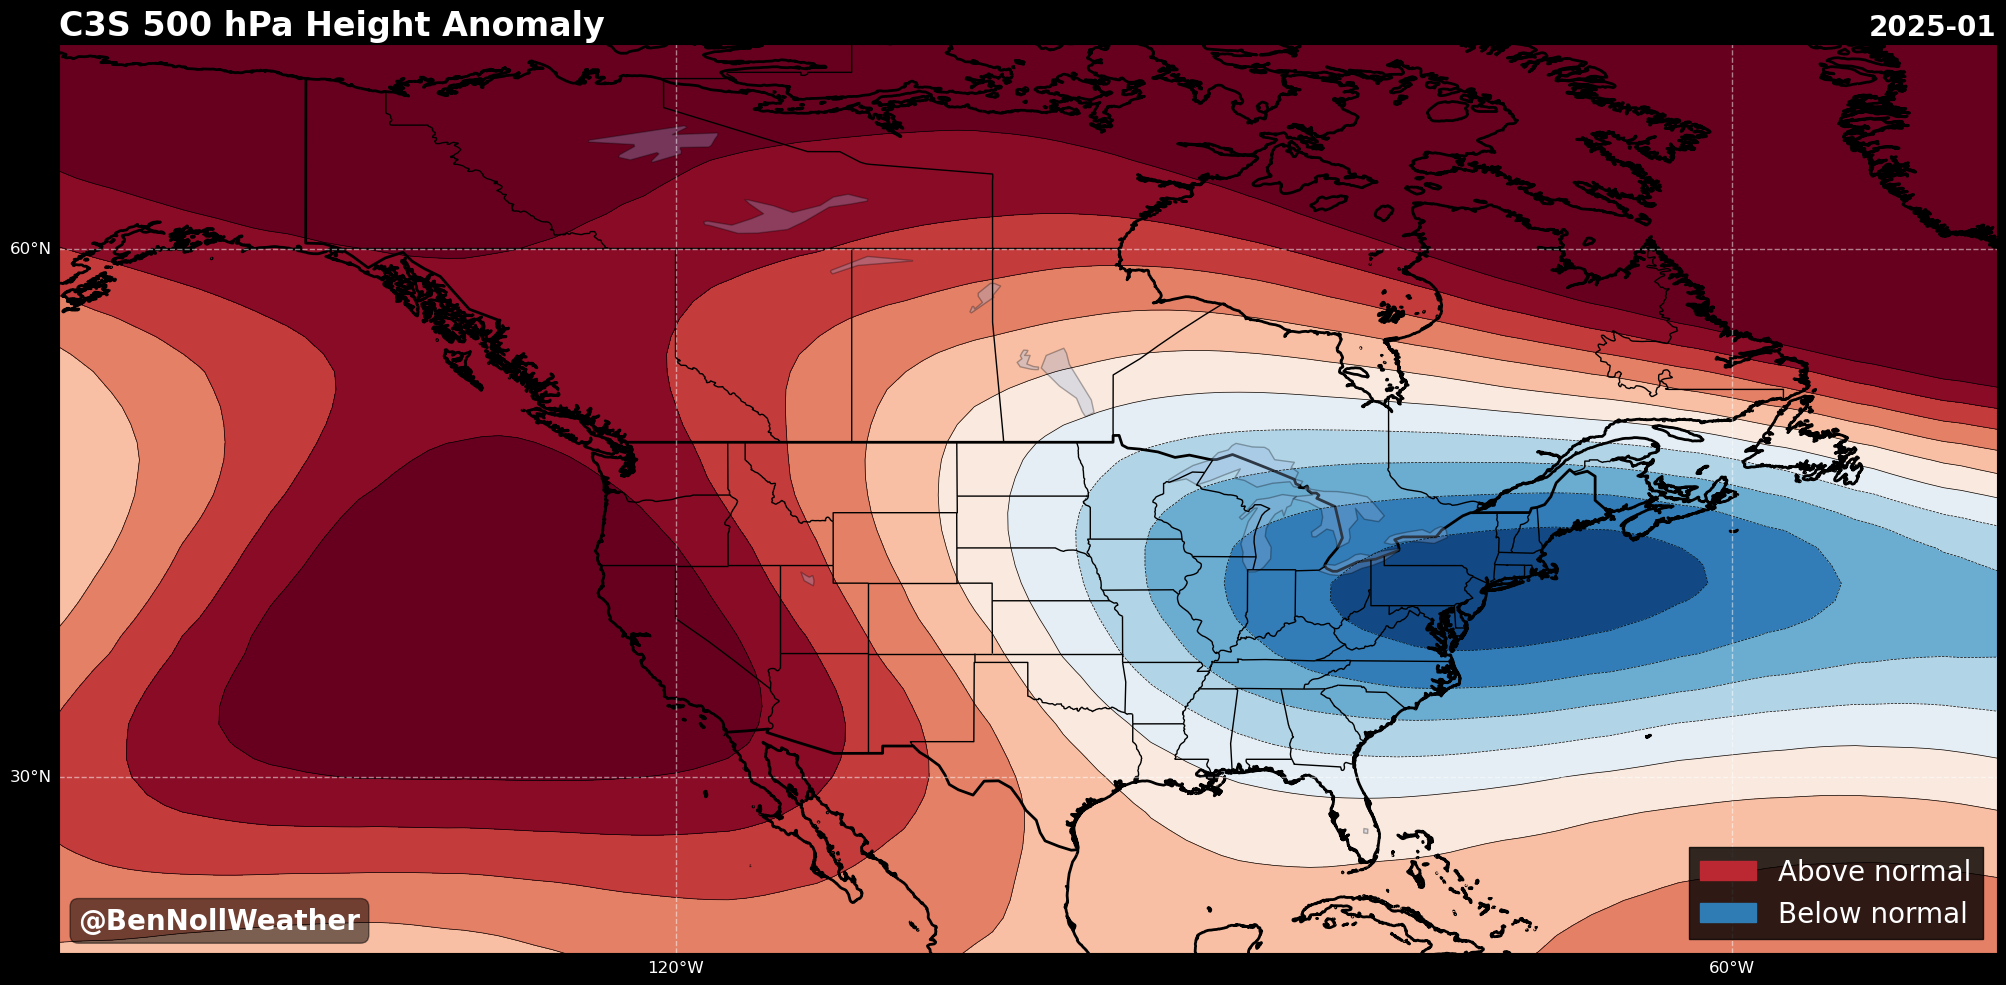 C3S 500 hPa Height Anomaly
2025-01
60°N
30°N
Above normal
Below normal
@BenNollWeather
120°W
60°W